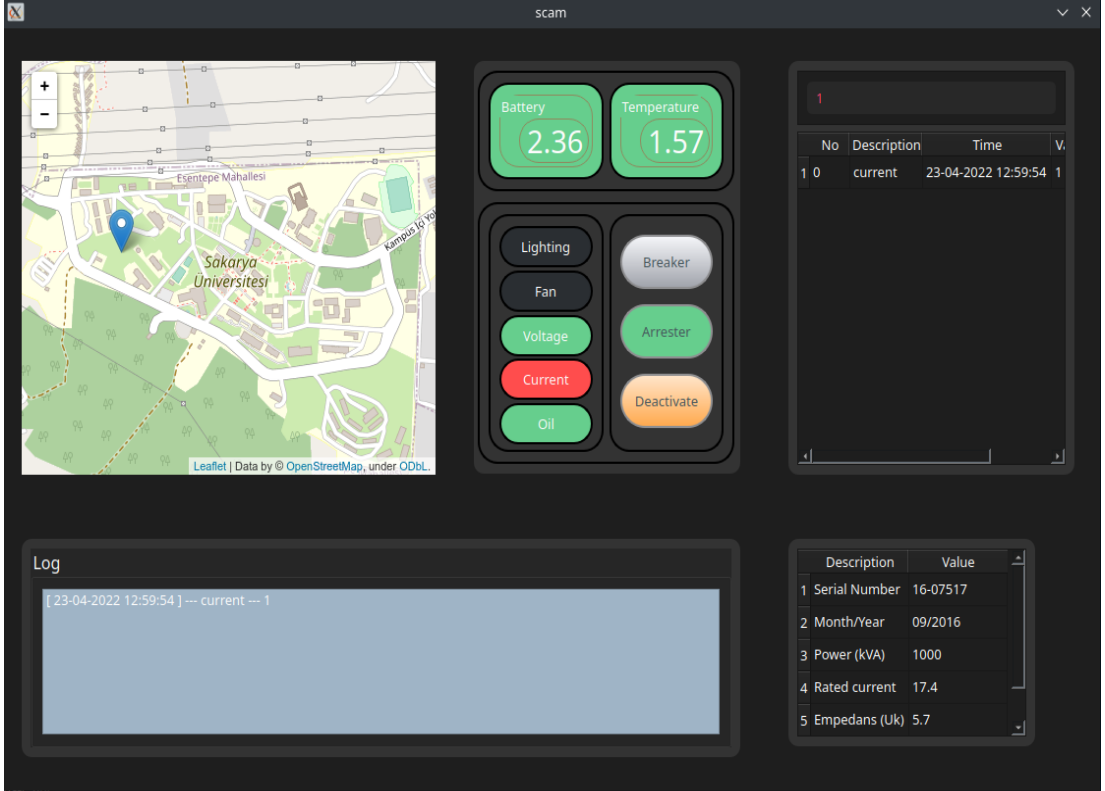 scam
+
−
Esentepe Mahallesi
Kampüs İçi Yo
Sakarya
Üniversitesi
Leaflet | Data by © OpenStreetMap, under ODbL.
Battery
2.36
Temperature
1.57
Lighting
Fan
Voltage
Current
Oil
Breaker
Arrester
Deactivate
1
No Description Time V
1 0 current 23-04-2022 12:59:54 1
Log
[ 23-04-2022 12:59:54 ] --- current --- 1
Description Value
1 Serial Number 16-07517
2 Month/Year 09/2016
3 Power (kVA) 1000
4 Rated current 17.4
5 Empedans (Uk) 5.7